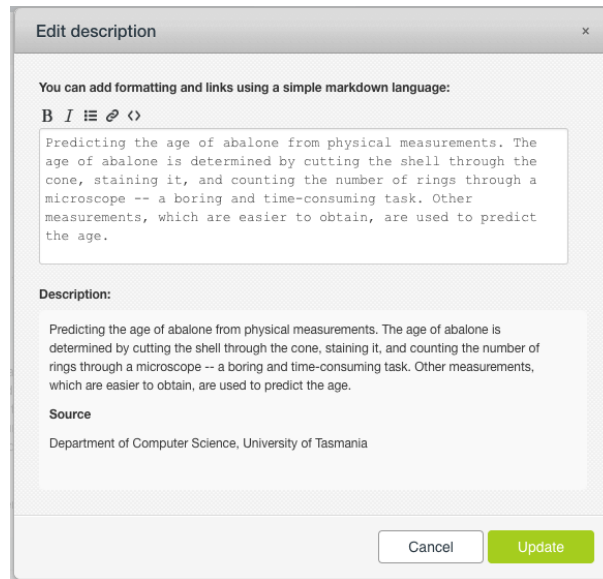 Edit description
×
You can add formatting and links using a simple markdown language:
B I
Predicting the age of abalone from physical measurements. The
age of abalone is determined by cutting the shell through the
cone, staining it, and counting the number of rings through a
microscope -- a boring and time-consuming task. Other
measurements, which are easier to obtain, are used to predict
the age.
Description:
Predicting the age of abalone from physical measurements. The age of abalone is
determined by cutting the shell through the cone, staining it, and counting the number of
rings through a microscope -- a boring and time-consuming task. Other measurements,
which are easier to obtain, are used to predict the age.
Source
Department of Computer Science, University of Tasmania
Cancel Update